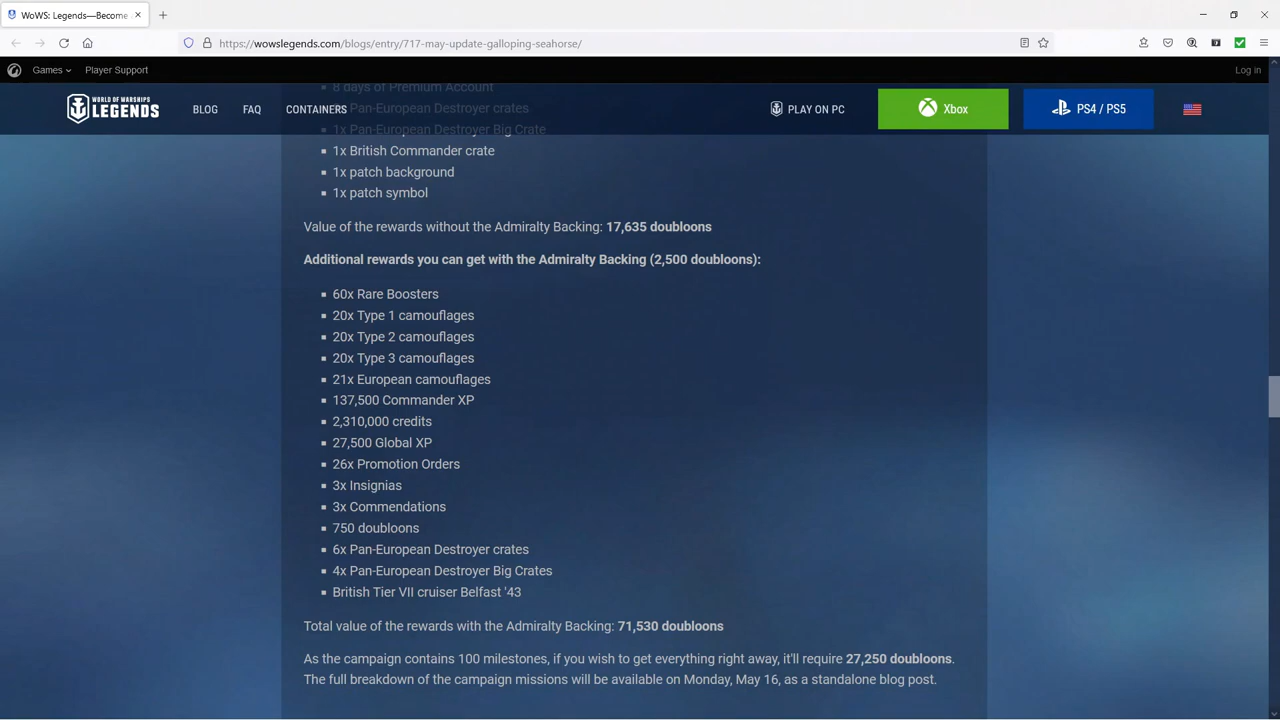 WoWS: Legends—Become
https://wowslegends.com/blogs/entry/717-may-update-galloping-seahorse/
Games
Player Support
Log in
WORLD OF WARSHIPS
LEGENDS
BLOG
FAQ
CONTAINERS
PLAY ON PC
Xbox
PS4 / PS5
8 days of Premium Account
Pan-European Destroyer crates
1x Pan-European Destroyer Big Crate
1x British Commander crate
1x patch background
1x patch symbol
Value of the rewards without the Admiralty Backing: 17,635 doubloons
Additional rewards you can get with the Admiralty Backing (2,500 doubloons):
60x Rare Boosters
20x Type 1 camouflages
20x Type 2 camouflages
20x Type 3 camouflages
21x European camouflages
137,500 Commander XP
2,310,000 credits
27,500 Global XP
26x Promotion Orders
3x Insignias
3x Commendations
750 doubloons
6x Pan-European Destroyer crates
4x Pan-European Destroyer Big Crates
British Tier VII cruiser Belfast '43
Total value of the rewards with the Admiralty Backing: 71,530 doubloons
As the campaign contains 100 milestones, if you wish to get everything right away, it'll require 27,250 doubloons.
The full breakdown of the campaign missions will be available on Monday, May 16, as a standalone blog post.